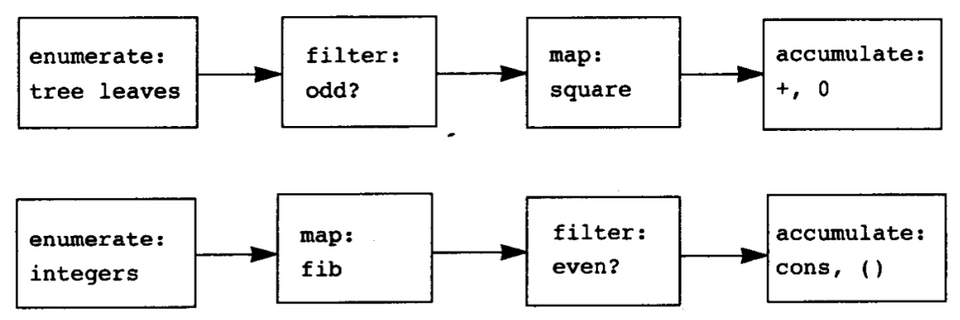 enumerate:
tree leaves
filter:
odd?
map:
square
accumulate:
+, 0
enumerate:
integers
map:
fib
filter:
even?
accumulate:
cons, ()